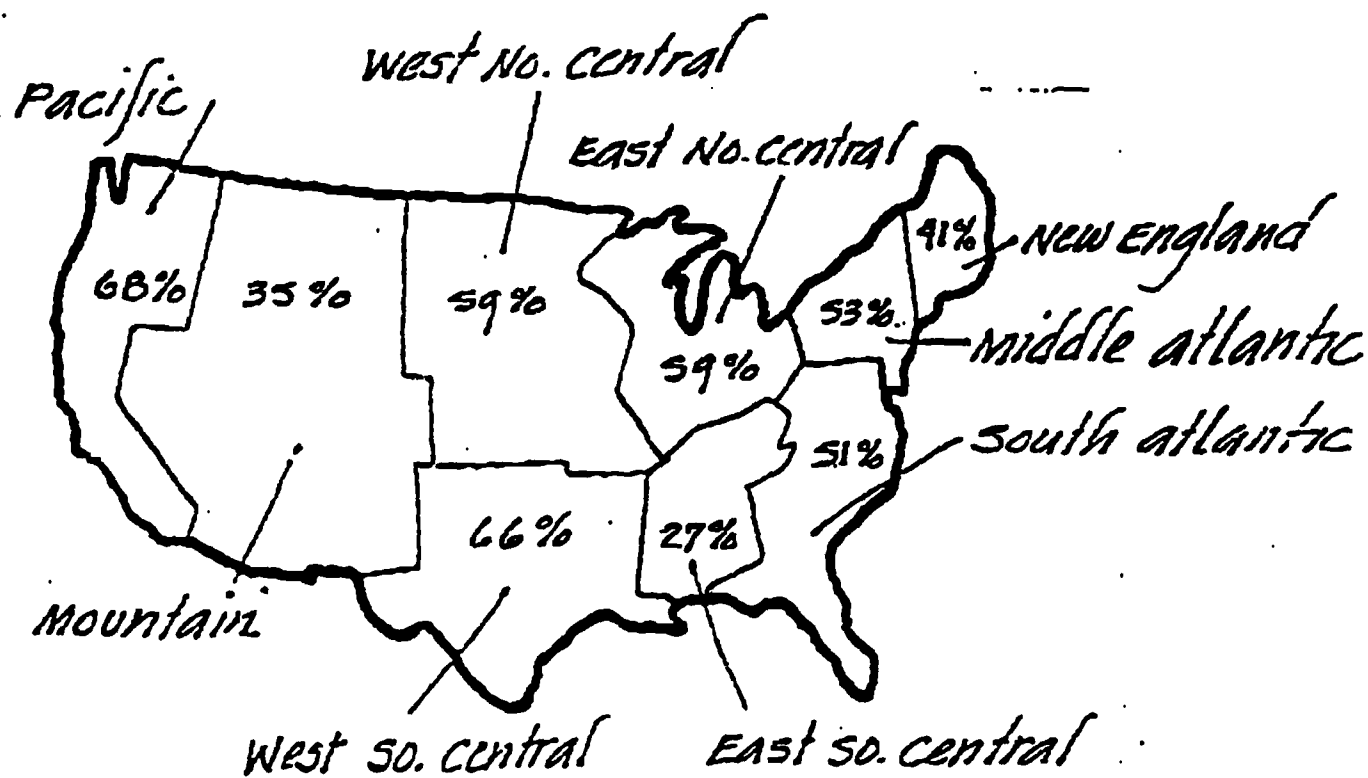 West No. Central
Pacific
East No. Central
41%
New England
68%
35%
59%
53%
Middle atlantic
59%
51%
South atlantic
66%
27%
Mountain
West So. Central
East So. Central